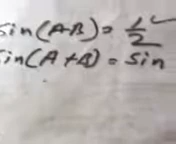 sin(A-B) = 1/2
sin(A+B) = sin